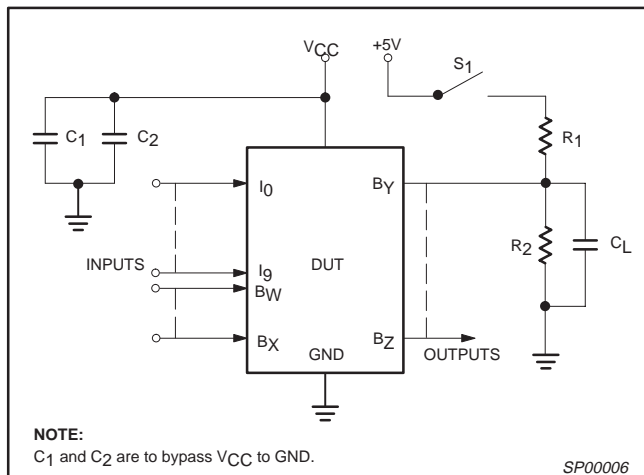 VCC
+5V
S1
C1
C2
R1
I0
BY
R2
CL
INPUTS
I9
DUT
BW
BX
GND
BZ
OUTPUTS
NOTE:
C1 and C2 are to bypass VCC to GND.
SP00006